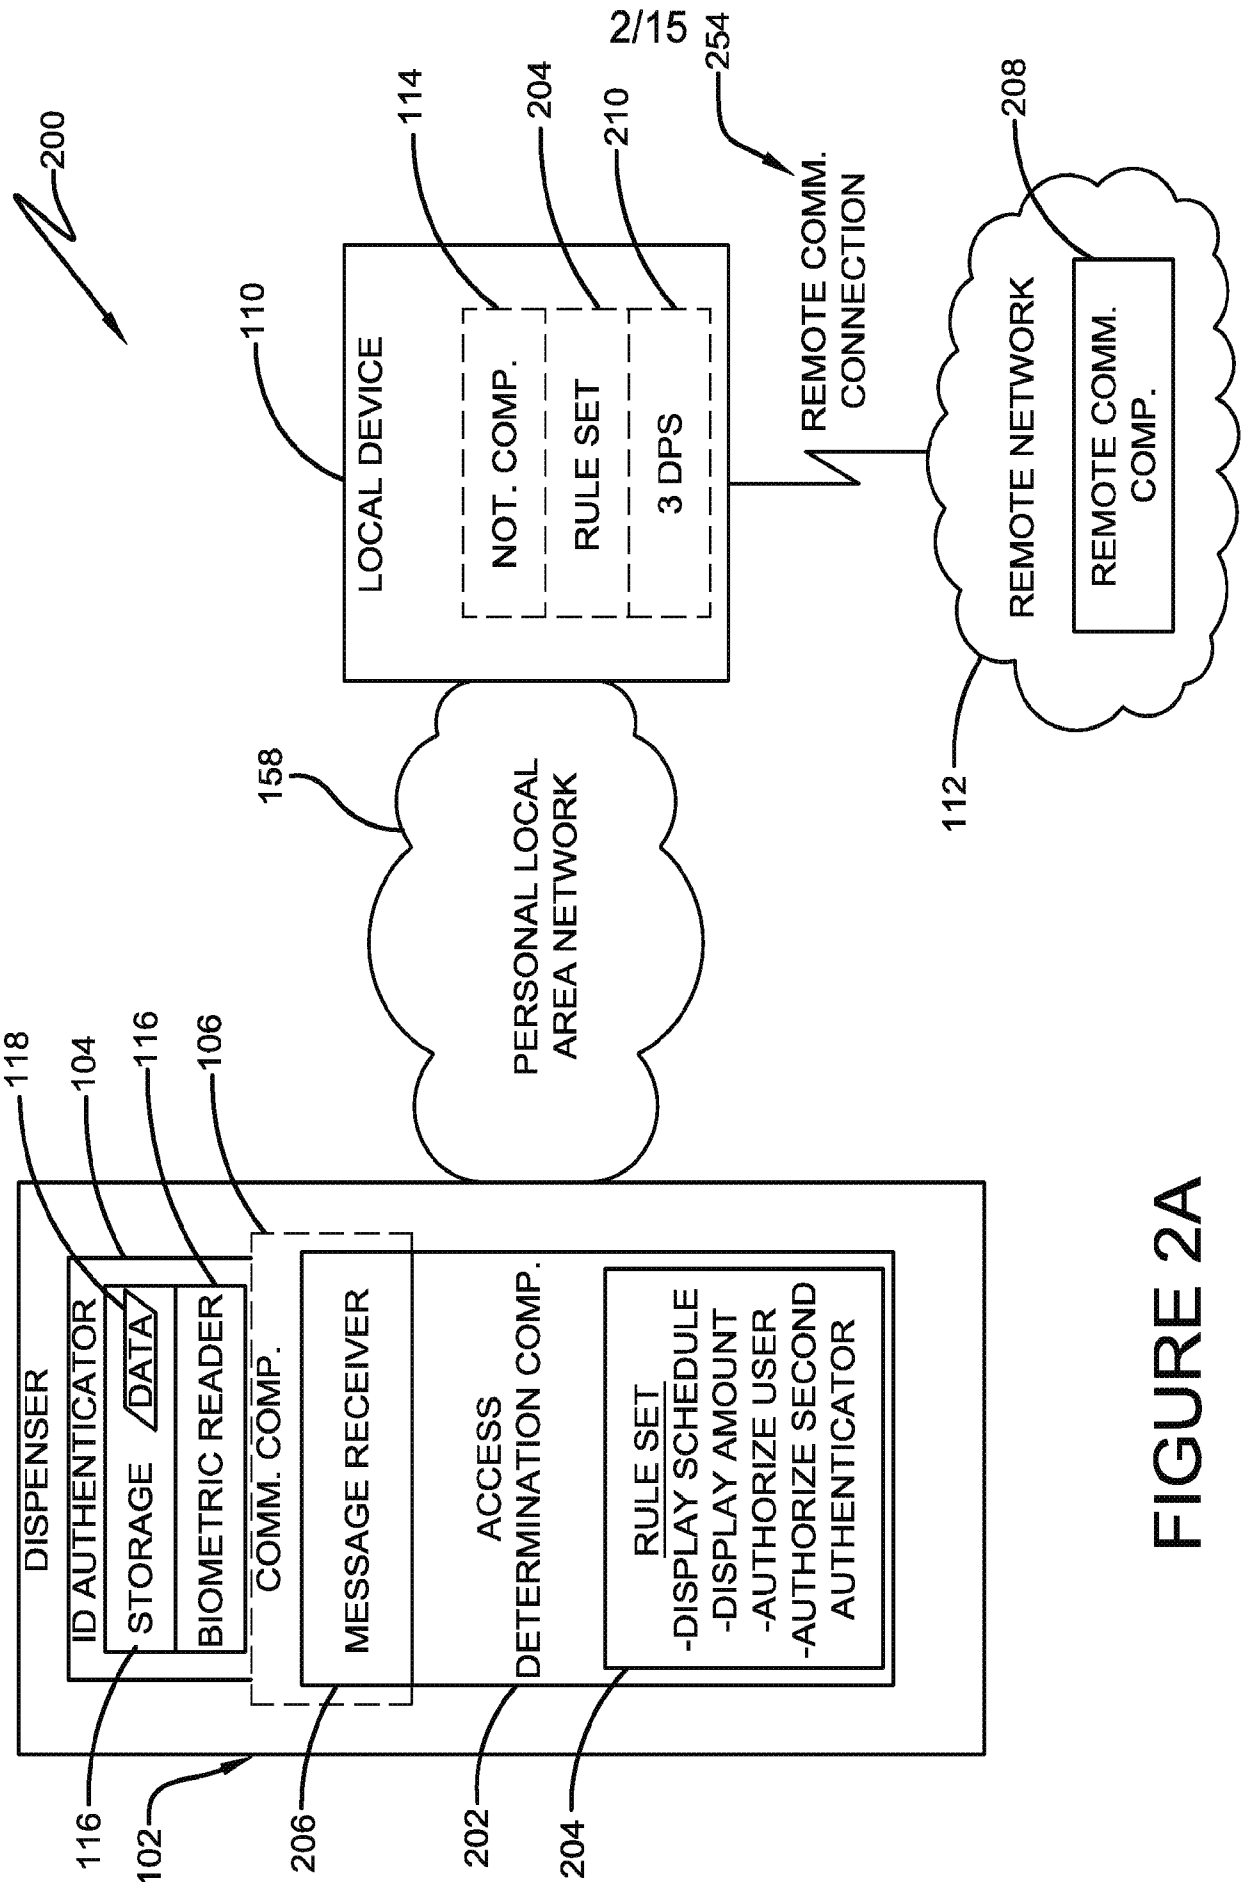 2/15
200
DISPENSER
ID AUTHENTICATOR
STORAGE
DATA
BIOMETRIC READER
COMM. COMP.
MESSAGE RECEIVER
ACCESS
DETERMINATION COMP.
RULE SET
-DISPLAY SCHEDULE
-DISPLAY AMOUNT
-AUTHORIZE USER
-AUTHORIZE SECOND
AUTHENTICATOR
118
104
116
106
116
102
206
202
204
158
PERSONAL LOCAL
AREA NETWORK
110
LOCAL DEVICE
NOT. COMP.
RULE SET
3 DPS
114
204
210
254
REMOTE COMM.
CONNECTION
208
REMOTE NETWORK
REMOTE COMM.
COMP.
112
FIGURE 2A